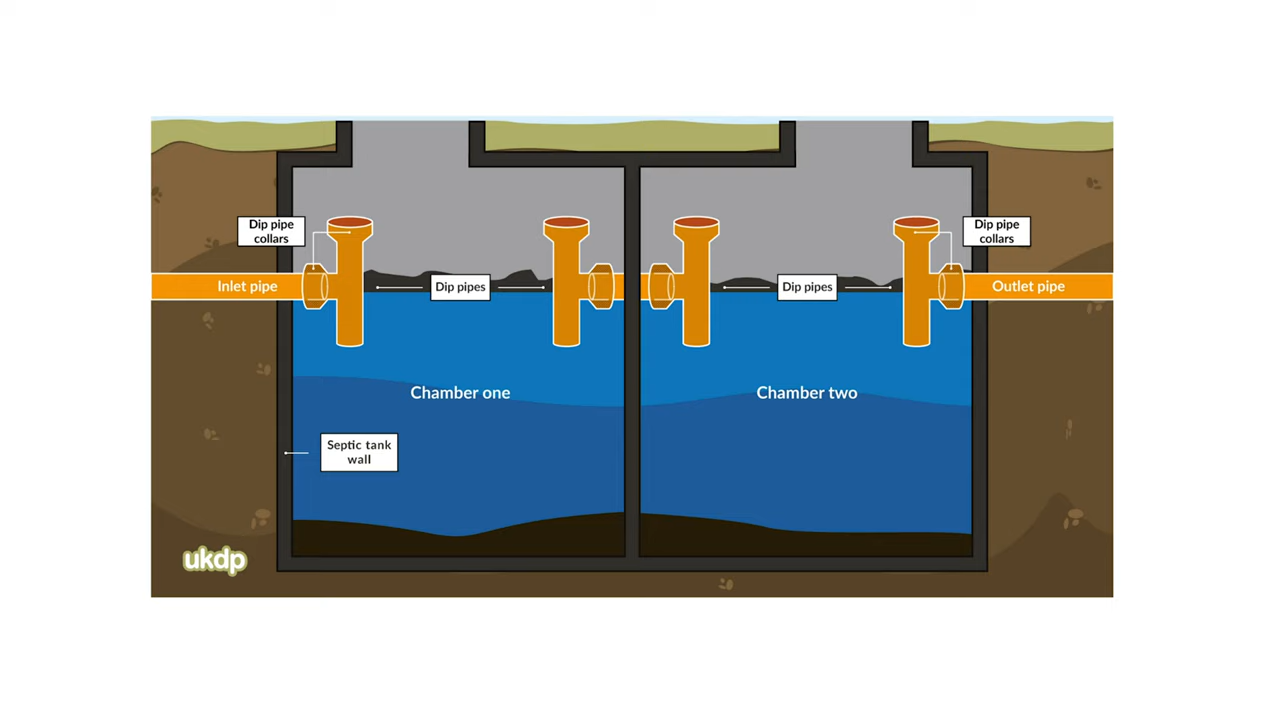 Dip pipe
collars
Dip pipe
collars
Inlet pipe
Dip pipes
Dip pipes
Outlet pipe
Chamber one
Chamber two
Septic tank
wall
ukdp